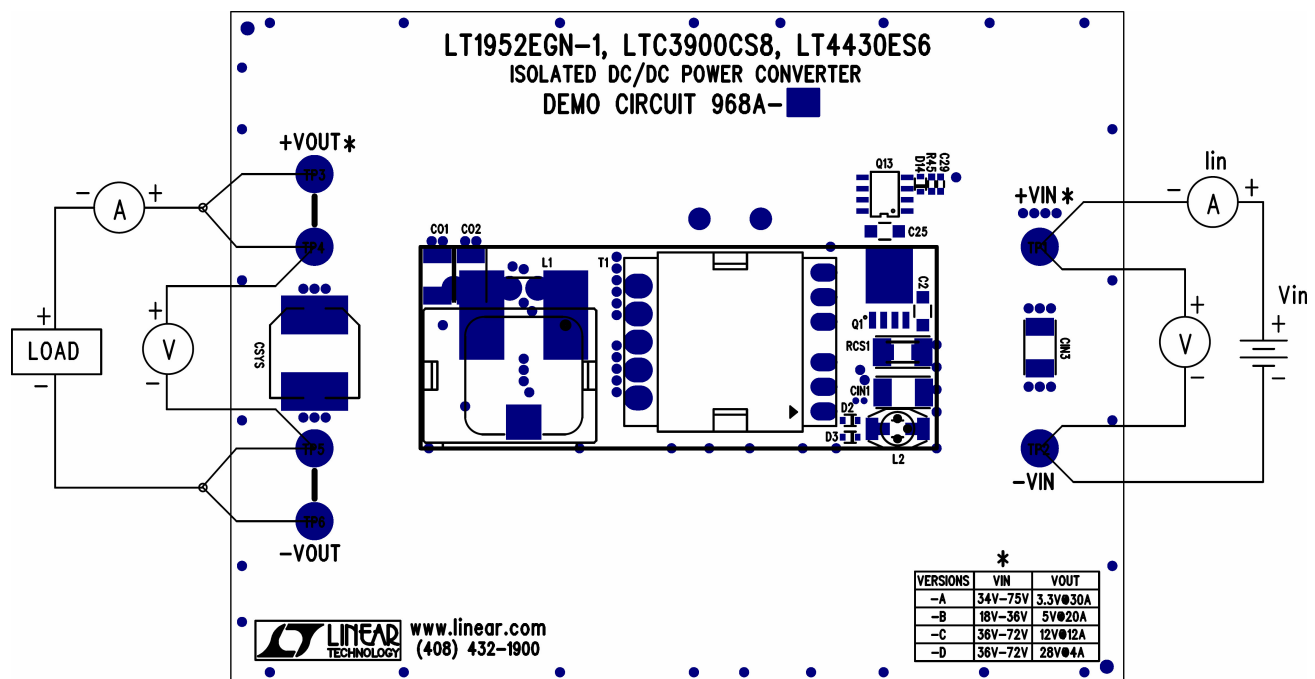 LT1952EGN-1, LTC3900CS8, LT4430ES6
ISOLATED DC/DC POWER CONVERTER
DEMO CIRCUIT 968A-
+VOUT*
TP3
TP4
- A +
+
LOAD
-
+
V
-
CSYS
TP5
TP6
-VOUT
CO1 CO2
L1
T1
Q13
D14
R45
C29
C25
C2
Q1
RCS1
CIN1
D2
D3
L2
+VIN*
TP1
Iin
- A +
CIN3
+
V
-
Vin
+
-
TP2
-VIN
*
VERSIONS VIN VOUT
-A 34V-75V 3.3V@30A
-B 18V-36V 5V@20A
-C 36V-72V 12V@12A
-D 36V-72V 28V@4A
LINEAR
TECHNOLOGY
www.linear.com
(408) 432-1900